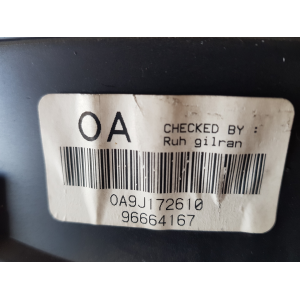 OA
CHECKED BY :
Ruh gilran
OA9J172610
96664167